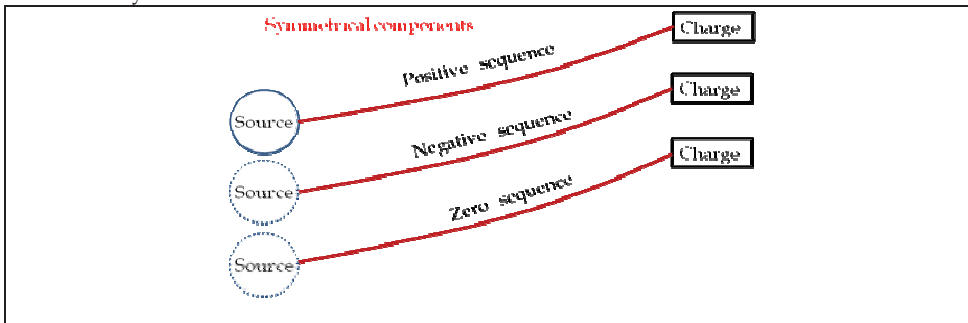 Symmetrical components
Charge
Positive sequence
Charge
Source
Negative sequence
Charge
Source
Zero sequence
Source